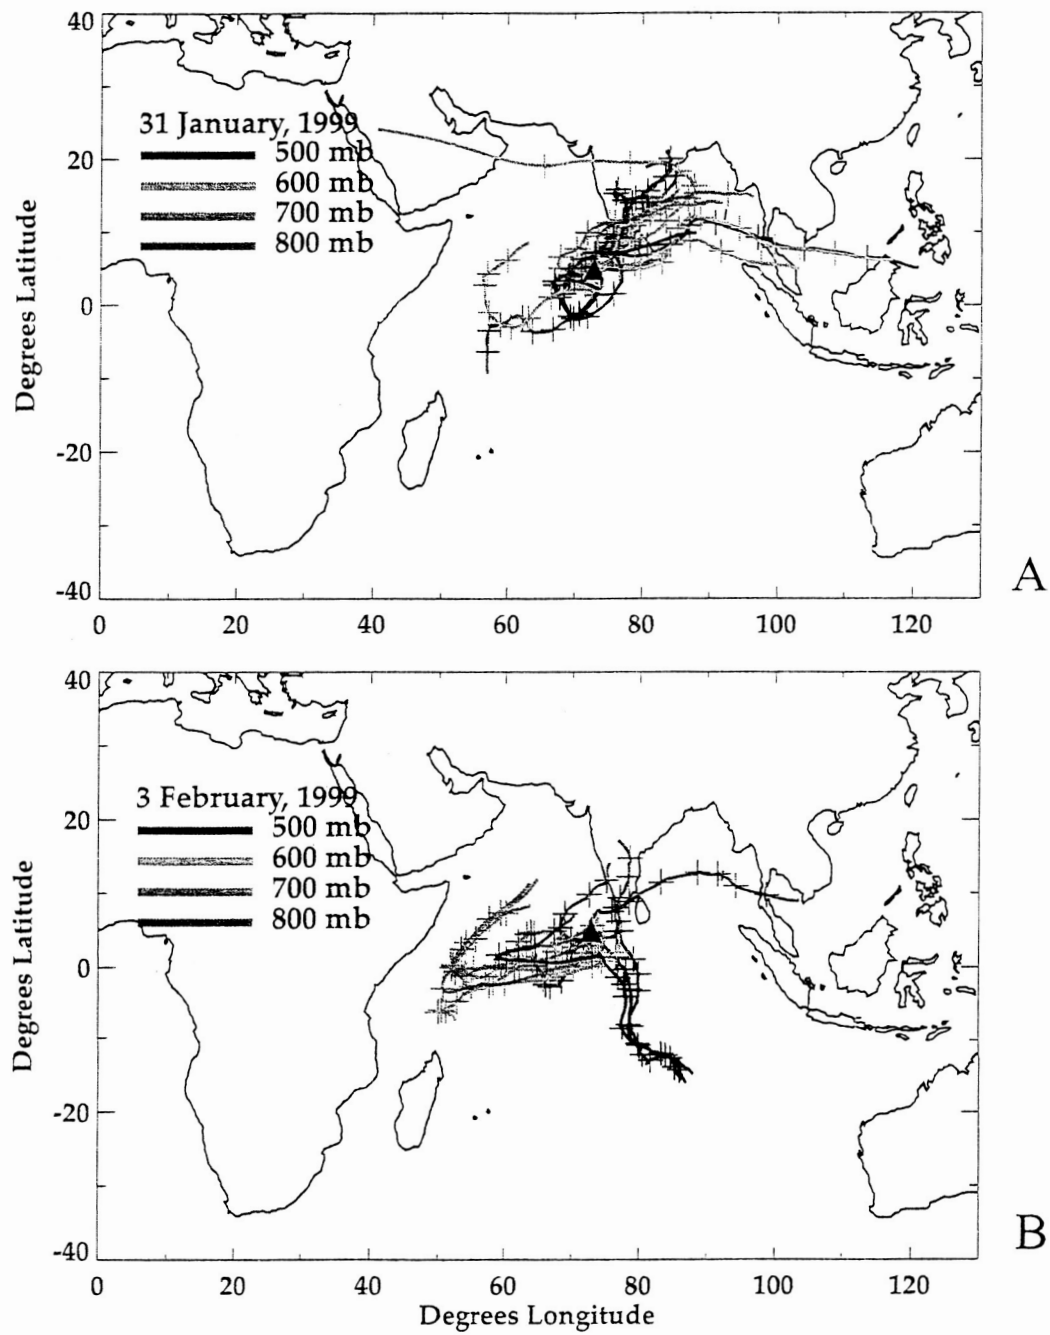 40
20
0
-20
-40
Degrees Latitude
31 January, 1999
500 mb
600 mb
700 mb
800 mb
0 20 40 60 80 100 120
A
40
20
0
-20
-40
Degrees Latitude
3 February, 1999
500 mb
600 mb
700 mb
800 mb
0 20 40 60 80 100 120
Degrees Longitude
B